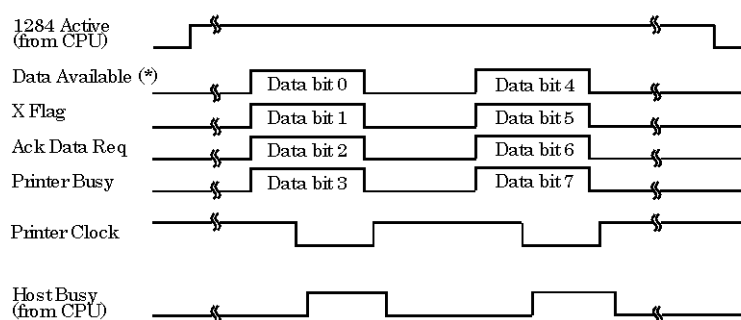 1284 Active
(from CPU)
Data Available (*)
Data bit 0
Data bit 4
X Flag
Data bit 1
Data bit 5
Ack Data Req
Data bit 2
Data bit 6
Printer Busy
Data bit 3
Data bit 7
Printer Clock
Host Busy
(from CPU)